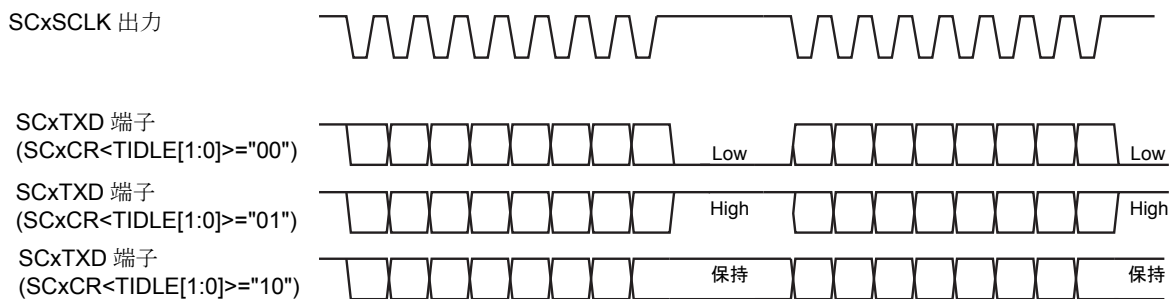 SCxSCLK 出力
SCxTXD 端子
(SCxCR<TIDLE[1:0]>="00")
Low
Low
SCxTXD 端子
(SCxCR<TIDLE[1:0]>="01")
High
High
SCxTXD 端子
(SCxCR<TIDLE[1:0]>="10")
保持
保持